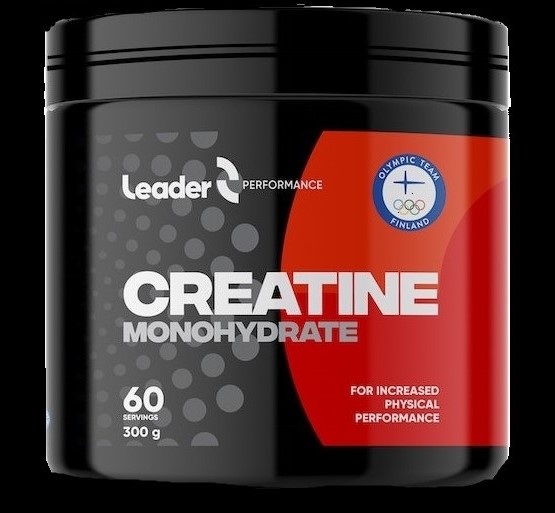 Leader PERFORMANCE
OLYMPIC TEAM
FINLAND
CREATINE
MONOHYDRATE
60
SERVINGS
300 g
FOR INCREASED
PHYSICAL
PERFORMANCE